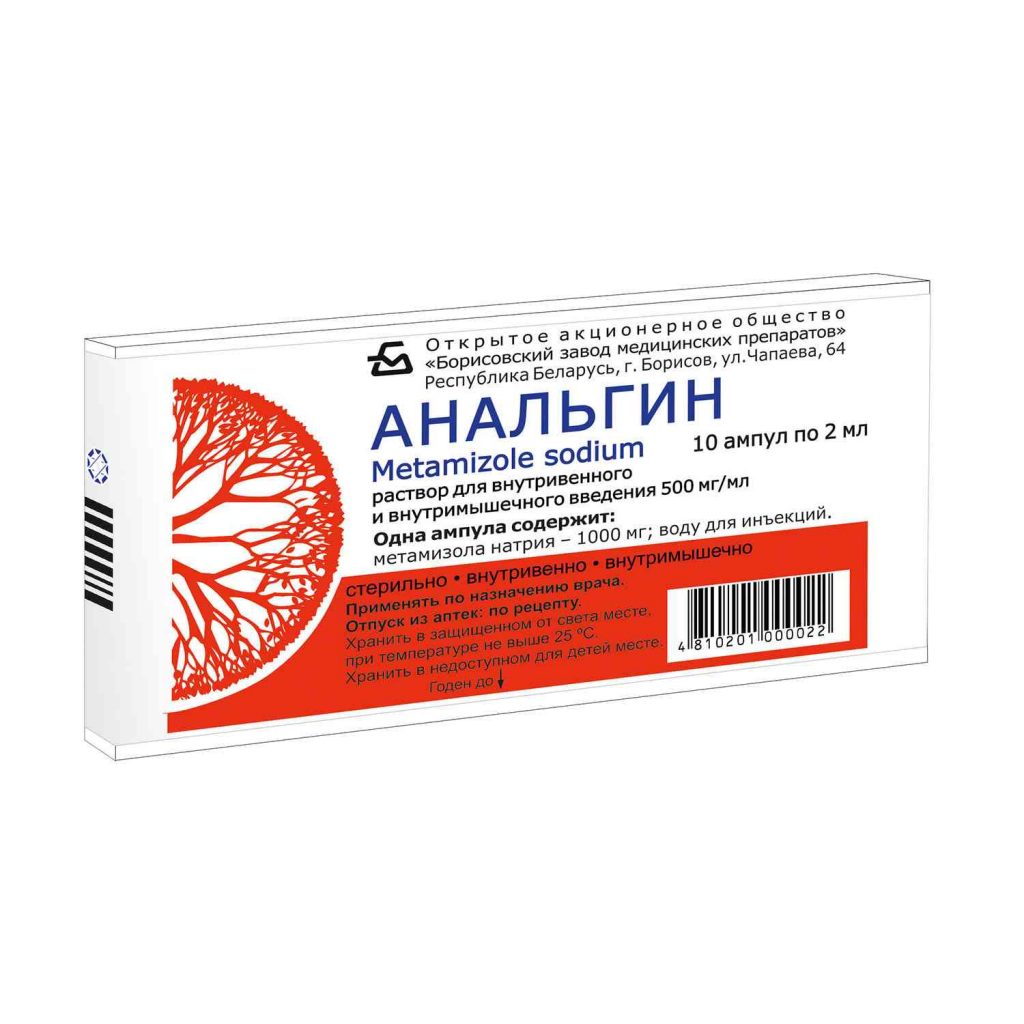 Открытое акционерное общество
«Борисовский завод медицинских препаратов»
Республика Беларусь, г. Борисов, ул.Чапаева, 64
АНАЛЬГИН
Metamizole sodium
10 ампул по 2 мл
раствор для внутривенного
и внутримышечного введения 500 мг/мл
Одна ампула содержит:
метамизола натрия – 1000 мг; воду для инъекций.
стерильно • внутривенно • внутримышечно
Применять по назначению врача.
Отпуск из аптек: по рецепту.
Хранить в защищенном от света месте,
при температуре не выше 25 °С.
Хранить в недоступном для детей месте.
Годен до
4 810201 000022